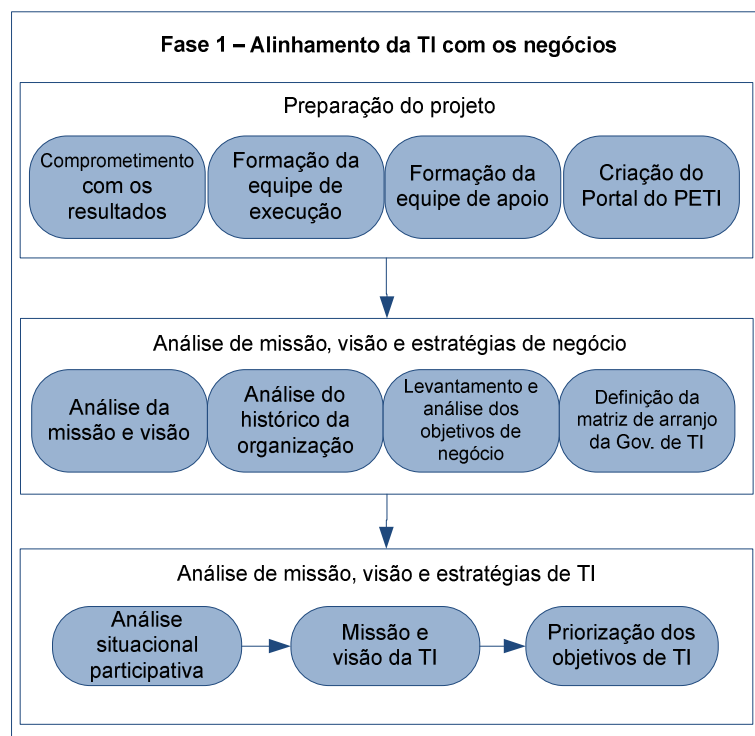 Fase 1 – Alinhamento da TI com os negócios
Preparação do projeto
Comprometimento
com os
resultados
Formação da
equipe de
execução
Formação da
equipe de apoio
Criação do
Portal do PETI
Análise de missão, visão e estratégias de negócio
Análise da
missão e visão
Análise do
histórico da
organização
Levantamento e
análise dos
objetivos de
negócio
Definição da
matriz de arranjo
da Gov. de TI
Análise de missão, visão e estratégias de TI
Análise
situacional
participativa
Missão e
visão da TI
Priorização dos
objetivos de TI